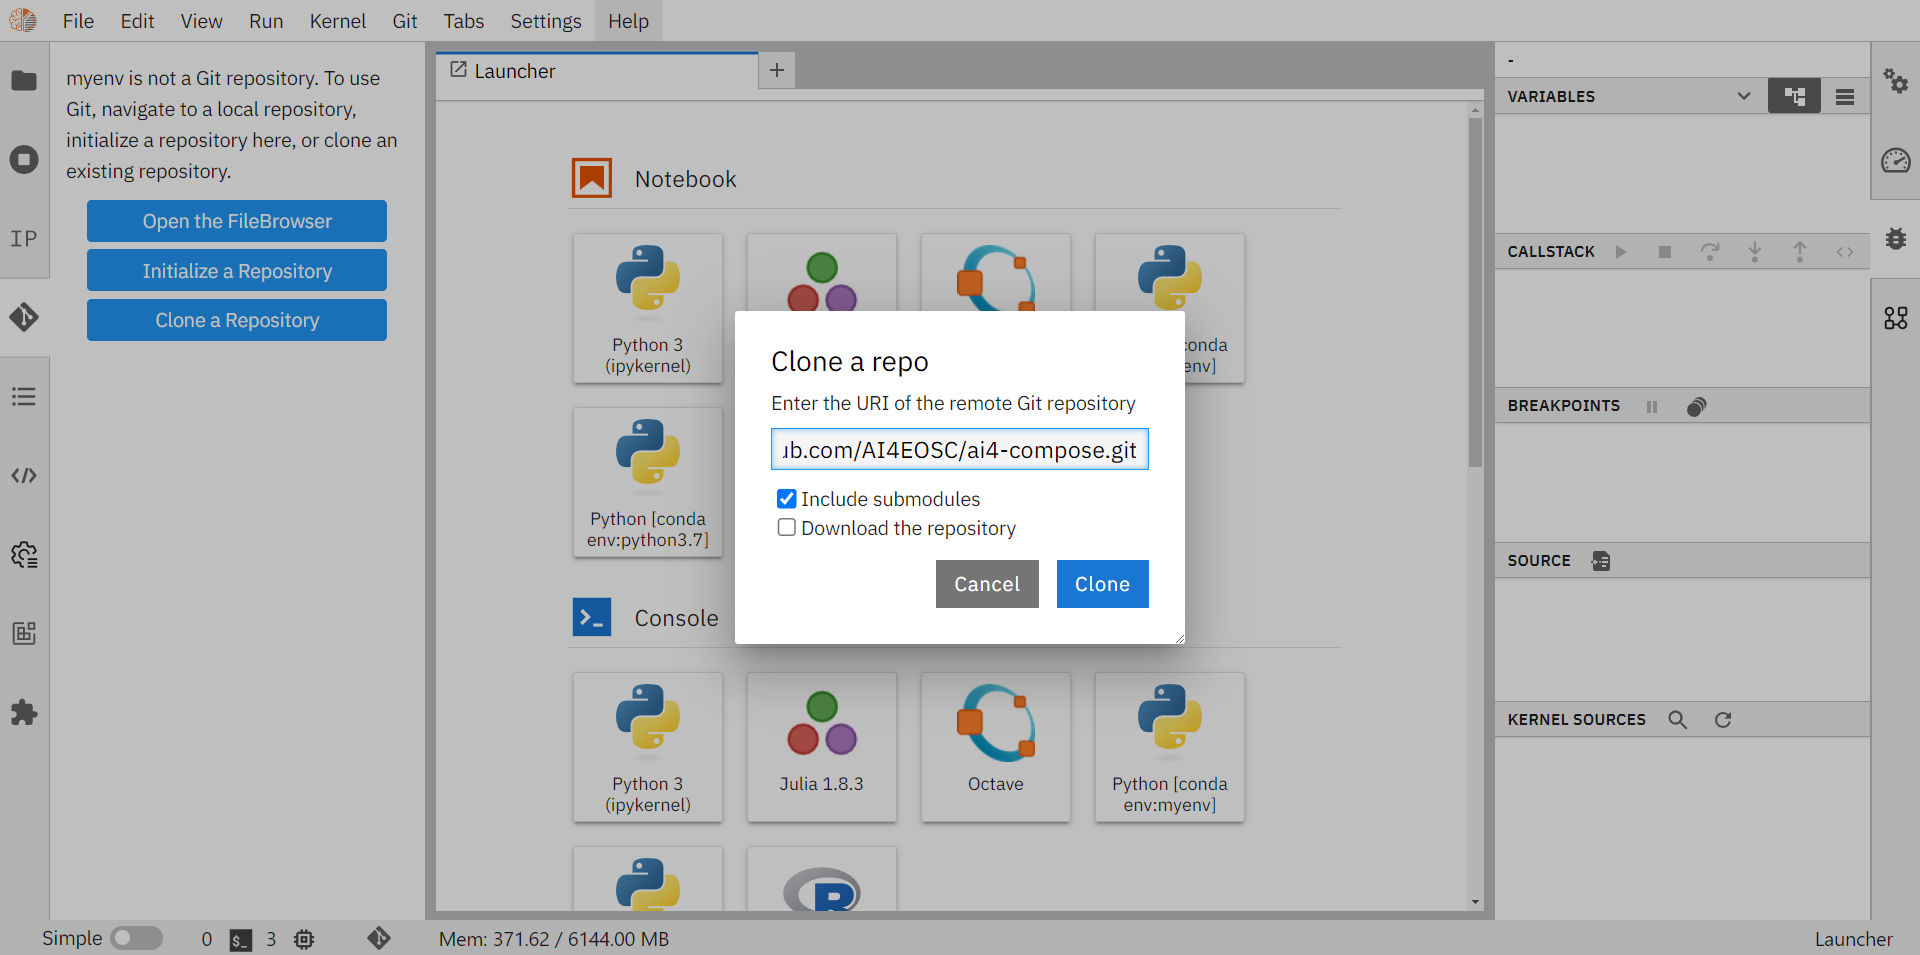 File Edit View Run Kernel Git Tabs Settings Help
myenv is not a Git repository. To use
Git, navigate to a local repository,
initialize a repository here, or clone an
existing repository.
Open the FileBrowser
Initialize a Repository
Clone a Repository
IP
Launcher
Notebook
Python 3
(ipykernel)
conda
env]
Python [conda
env:python3.7]
Clone a repo
Enter the URI of the remote Git repository
ub.com/AI4EOSC/ai4-compose.git
Include submodules
Download the repository
Cancel
Clone
Console
Python 3
(ipykernel)
Julia 1.8.3
Octave
Python [conda
env:myenv]
-
VARIABLES
CALLSTACK
BREAKPOINTS
SOURCE
KERNEL SOURCES
Simple 0 $_ 3 Mem: 371.62 / 6144.00 MB Launcher